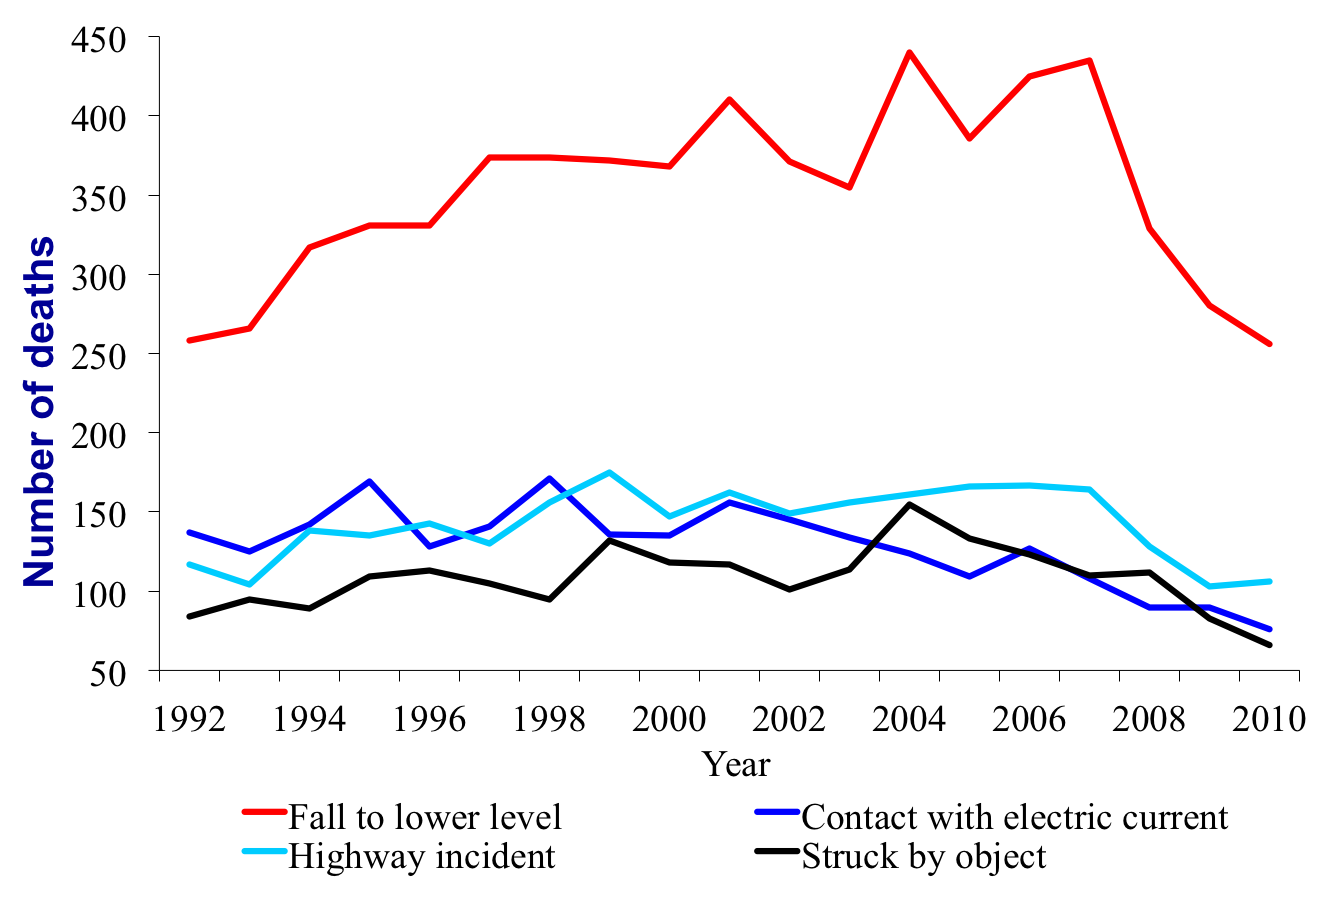 450
400
350
300
250
200
150
100
50
Number of deaths
1992 1994 1996 1998 2000 2002 2004 2006 2008 2010
Year
Fall to lower level Contact with electric current
Highway incident Struck by object